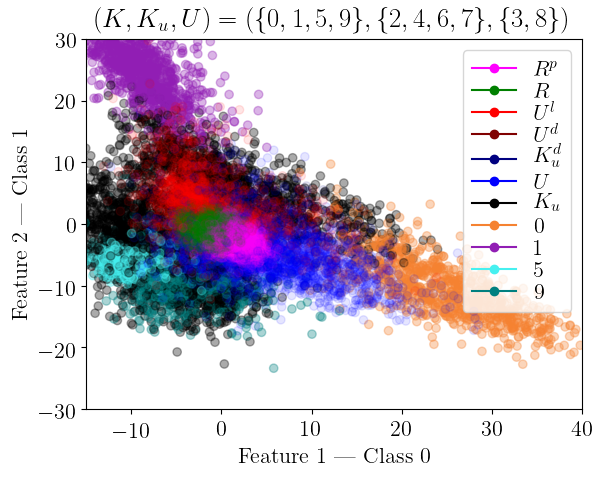 (K, K_u, U) = ({0, 1, 5, 9}, {2, 4, 6, 7}, {3, 8})
30
20
10
0
−10
−20
−30
Feature 2 — Class 1
−10
0
10
20
30
40
Feature 1 — Class 0
R^p
R
U^l
U^d
K_u^d
U
K_u
0
1
5
9